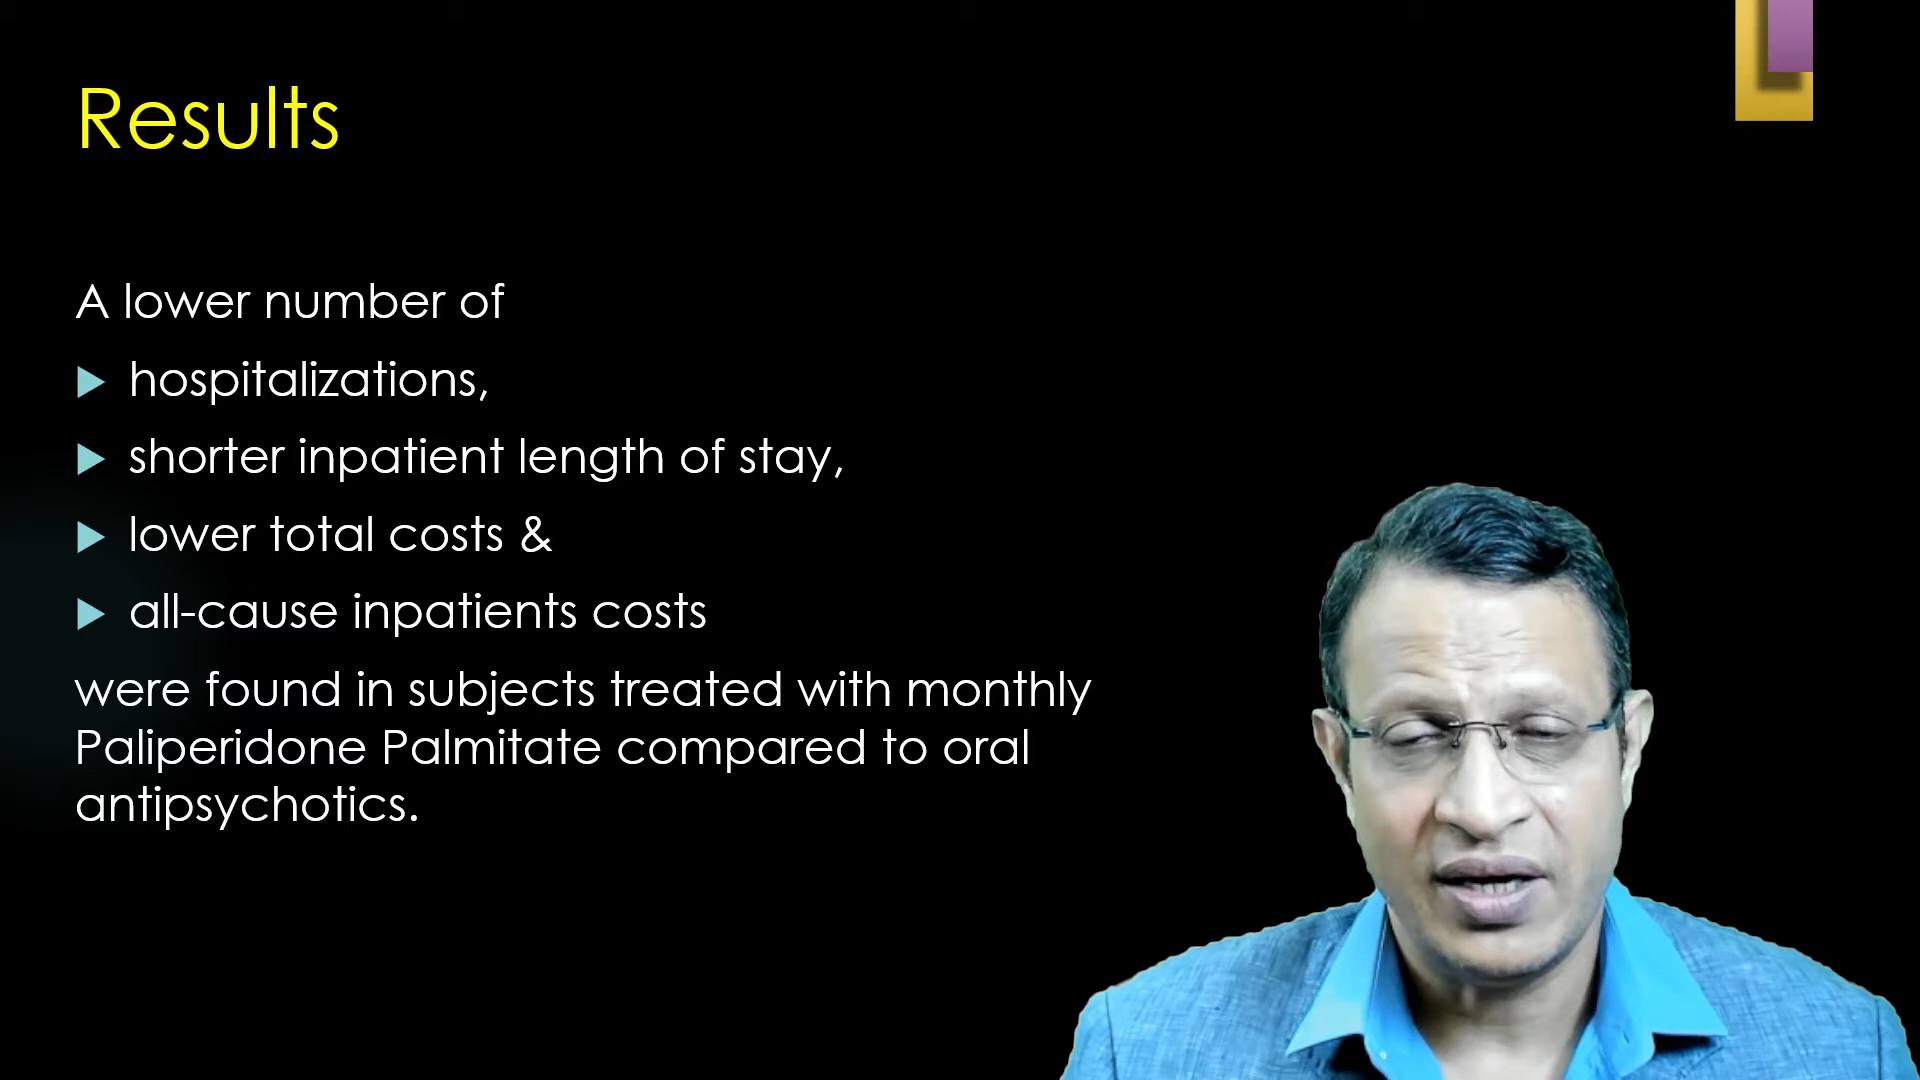 Results
A lower number of
hospitalizations,
shorter inpatient length of stay,
lower total costs &
all-cause inpatients costs
were found in subjects treated with monthly
Paliperidone Palmitate compared to oral
antipsychotics.